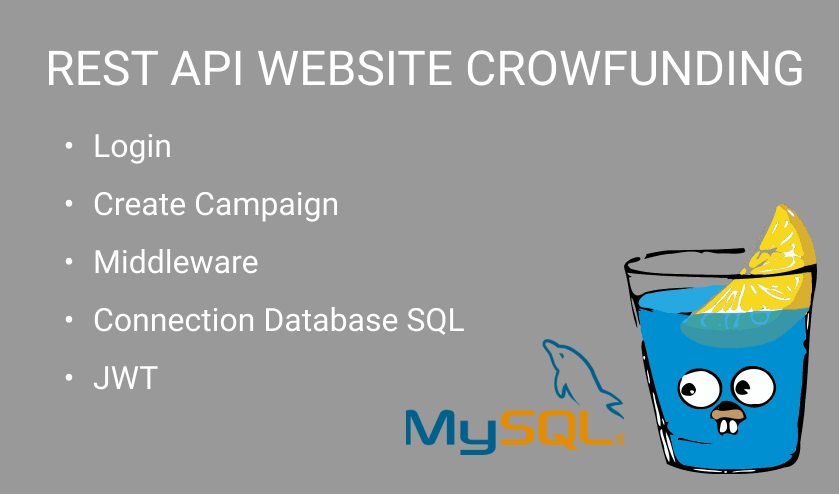 REST API WEBSITE CROWFUNDING
• Login
• Create Campaign
• Middleware
• Connection Database SQL
• JWT
MySQL